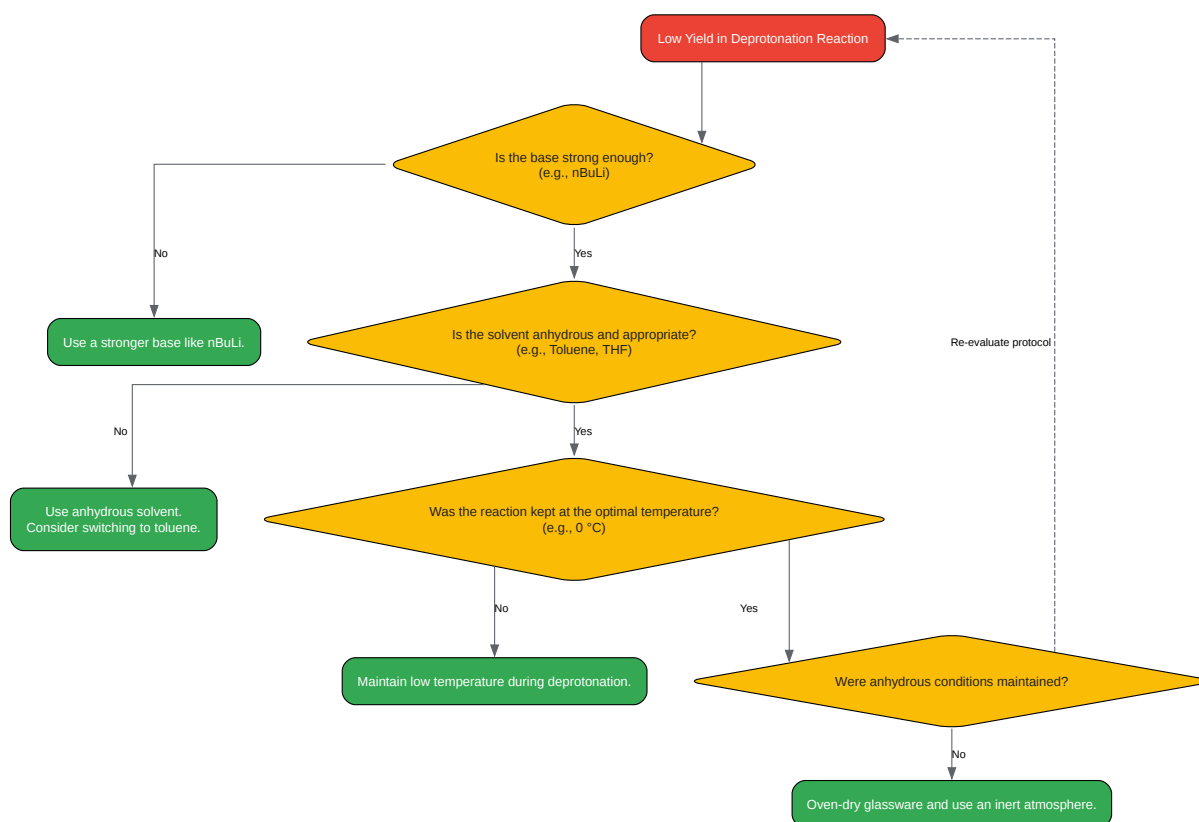 Low Yield in Deprotonation Reaction
Is the base strong enough?
(e.g., nBuLi)
No
Yes
Use a stronger base like nBuLi.
Is the solvent anhydrous and appropriate?
(e.g., Toluene, THF)
Re-evaluate protocol
No
Yes
Use anhydrous solvent.
Consider switching to toluene.
Was the reaction kept at the optimal temperature?
(e.g., 0 °C)
No
Yes
Maintain low temperature during deprotonation.
Were anhydrous conditions maintained?
No
Oven-dry glassware and use an inert atmosphere.